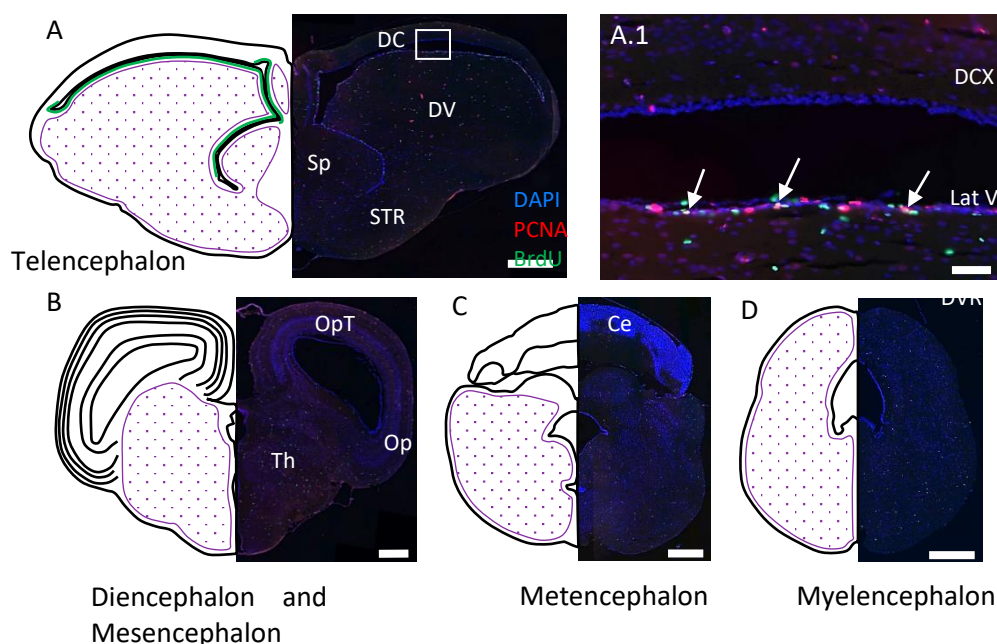 A
DC
DV
Sp
STR
DAPI
PCNA
BrdU
Telencephalon
A.1
DCX
Lat V
B
OpT
Op
Th
Diencephalon and
Mesencephalon
C
Ce
Metencephalon
D
DVR
Myelencephalon